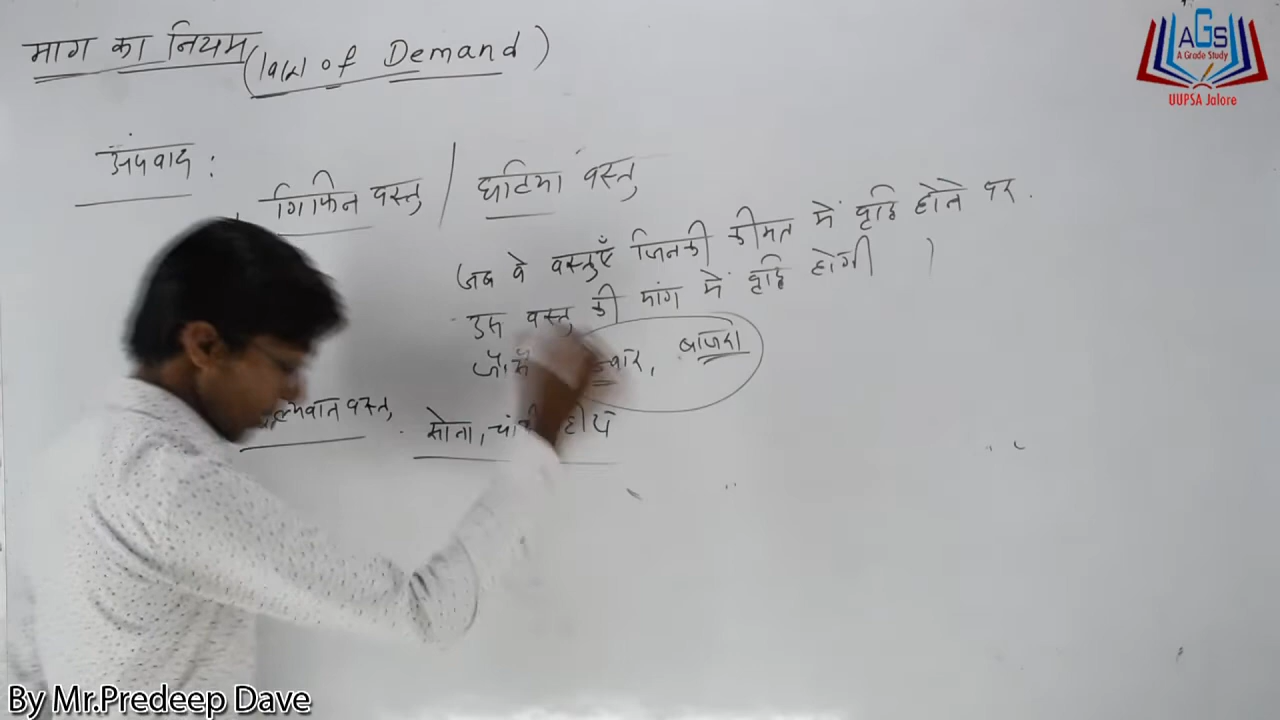 माग का नियम (law of Demand)
AGS
A Grade Study
UUPSA Jalore
अपवाद :
गिफिन वस्तु / घटिया वस्तु
जब वे वस्तुएँ जिनकी कीमत में वृद्धि होने पर
उस वस्तु की मांग में वृद्धि होगी ।
बाजरा
वस्तु सोना,
By Mr.Predeep Dave